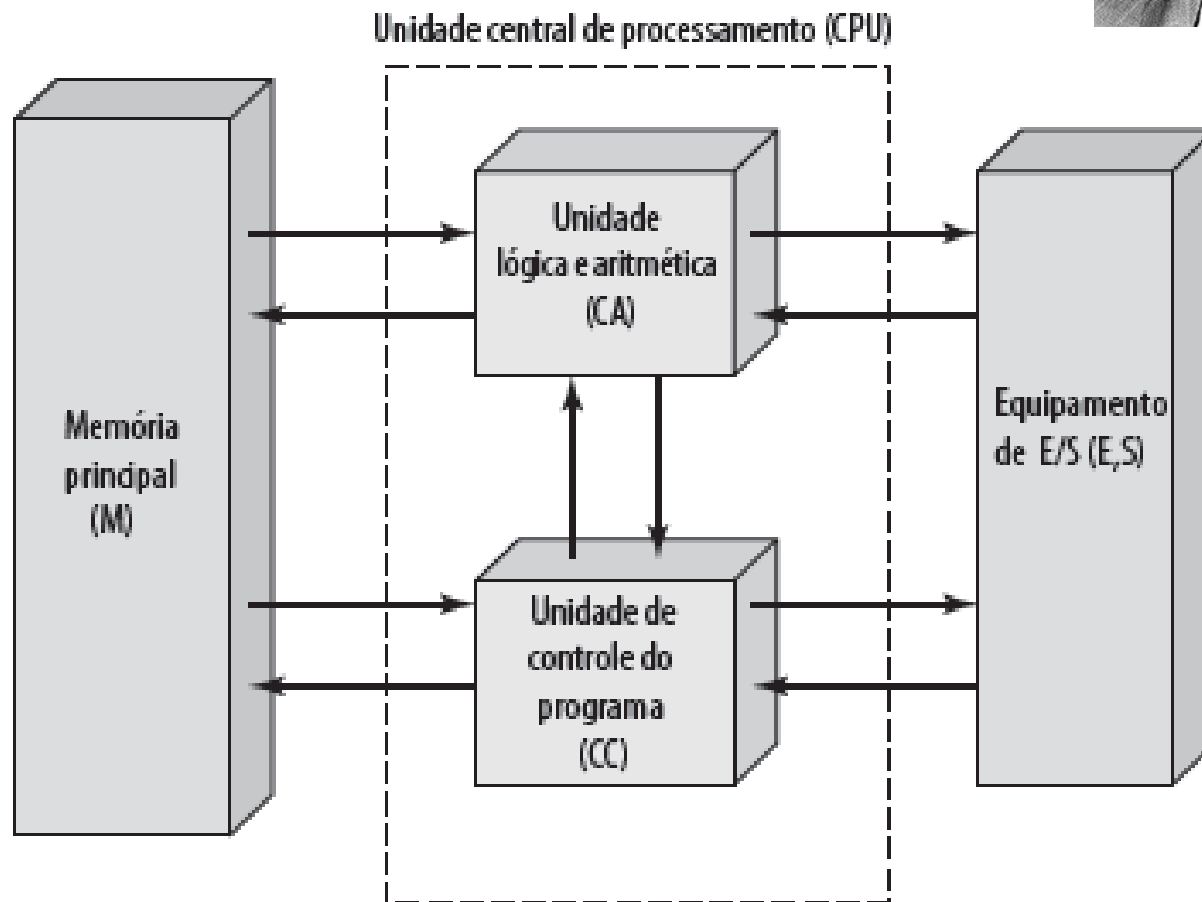 Unidade central de processamento (CPU)
Unidade
lógica e aritmética
(CA)
Memória
principal
(M)
Equipamento
de E/S (E,S)
Unidade de
controle do
programa
(CC)